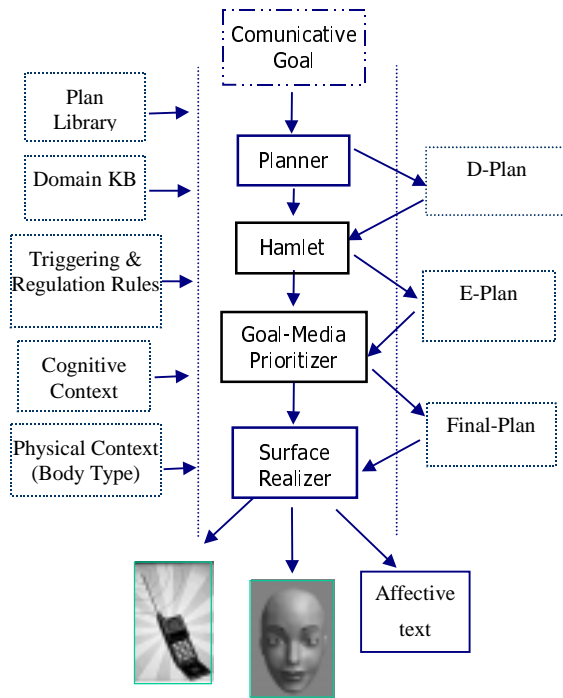 Comunicative
Goal
Plan
Library
Planner
D-Plan
Domain KB
Hamlet
Triggering &
Regulation Rules
E-Plan
Goal-Media
Prioritizer
Cognitive
Context
Final-Plan
Physical Context
(Body Type)
Surface
Realizer
Affective
text